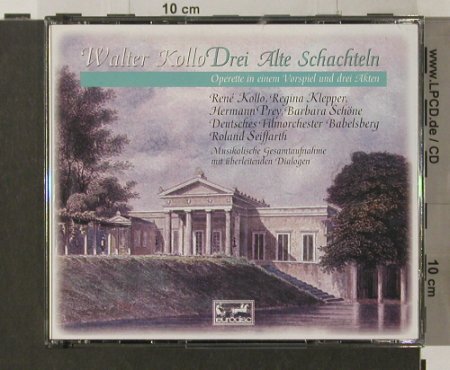 10 cm
Walter Kollo Drei Alte Schachteln
Operette in einem Vorspiel und drei Akten
René Kollo, Regina Klepper,
Hermann Prey, Barbara Schöne
Deutsches Filmorchester Babelsberg
Roland Seiffarth
Musikalische Gesamtaufnahme
mit überleitenden Dialogen
eurodisc
www.LPCD.de / CD
10 cm